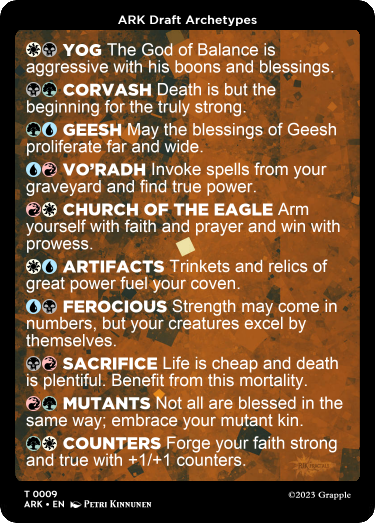 ARK Draft Archetypes
YOG The God of Balance is
aggressive with his boons and blessings.
CORVASH Death is but the
beginning for the truly strong.
GEESH May the blessings of Geesh
proliferate far and wide.
VO'RADH Invoke spells from your
graveyard and find true power.
CHURCH OF THE EAGLE Arm
yourself with faith and prayer and win with
prowess.
ARTIFACTS Trinkets and relics of
great power fuel your coven.
FEROCIOUS Strength may come in
numbers, but your creatures excel by
themselves.
SACRIFICE Life is cheap and death
is plentiful. Benefit from this mortality.
MUTANTS Not all are blessed in the
same way; embrace your mutant kin.
COUNTERS Forge your faith strong
and true with +1/+1 counters.
T 0009
ARK • EN Petri Kinnunen
©2023 Grapple